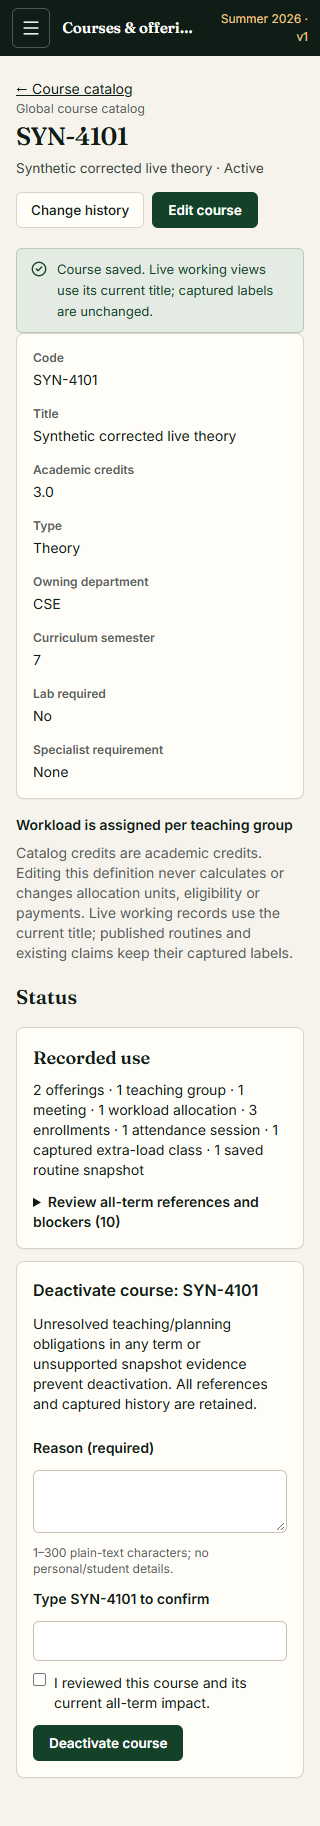 Courses & offeri...
Summer 2026 ·
v1
← Course catalog
Global course catalog
SYN-4101
Synthetic corrected live theory · Active
Change history
Edit course
Course saved. Live working views
use its current title; captured labels
are unchanged.
Code
SYN-4101
Title
Synthetic corrected live theory
Academic credits
3.0
Type
Theory
Owning department
CSE
Curriculum semester
7
Lab required
No
Specialist requirement
None
Workload is assigned per teaching group
Catalog credits are academic credits.
Editing this definition never calculates or
changes allocation units, eligibility or
payments. Live working records use the
current title; published routines and
existing claims keep their captured labels.
Status
Recorded use
2 offerings · 1 teaching group · 1
meeting · 1 workload allocation · 3
enrollments · 1 attendance session · 1
captured extra-load class · 1 saved
routine snapshot
▶ Review all-term references and
blockers (10)
Deactivate course: SYN-4101
Unresolved teaching/planning
obligations in any term or
unsupported snapshot evidence
prevent deactivation. All references
and captured history are retained.
Reason (required)
1–300 plain-text characters; no
personal/student details.
Type SYN-4101 to confirm
I reviewed this course and its
current all-term impact.
Deactivate course